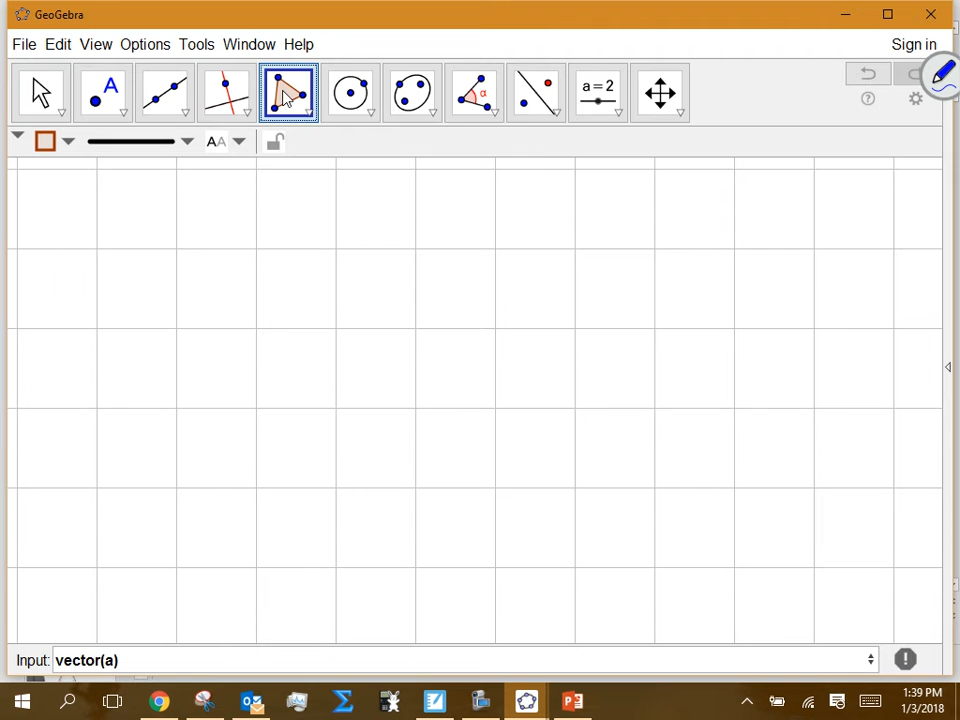 GeoGebra
File Edit View Options Tools Window Help Sign in
A α a = 2
AA
Input: vector(a)
1:39 PM
1/3/2018